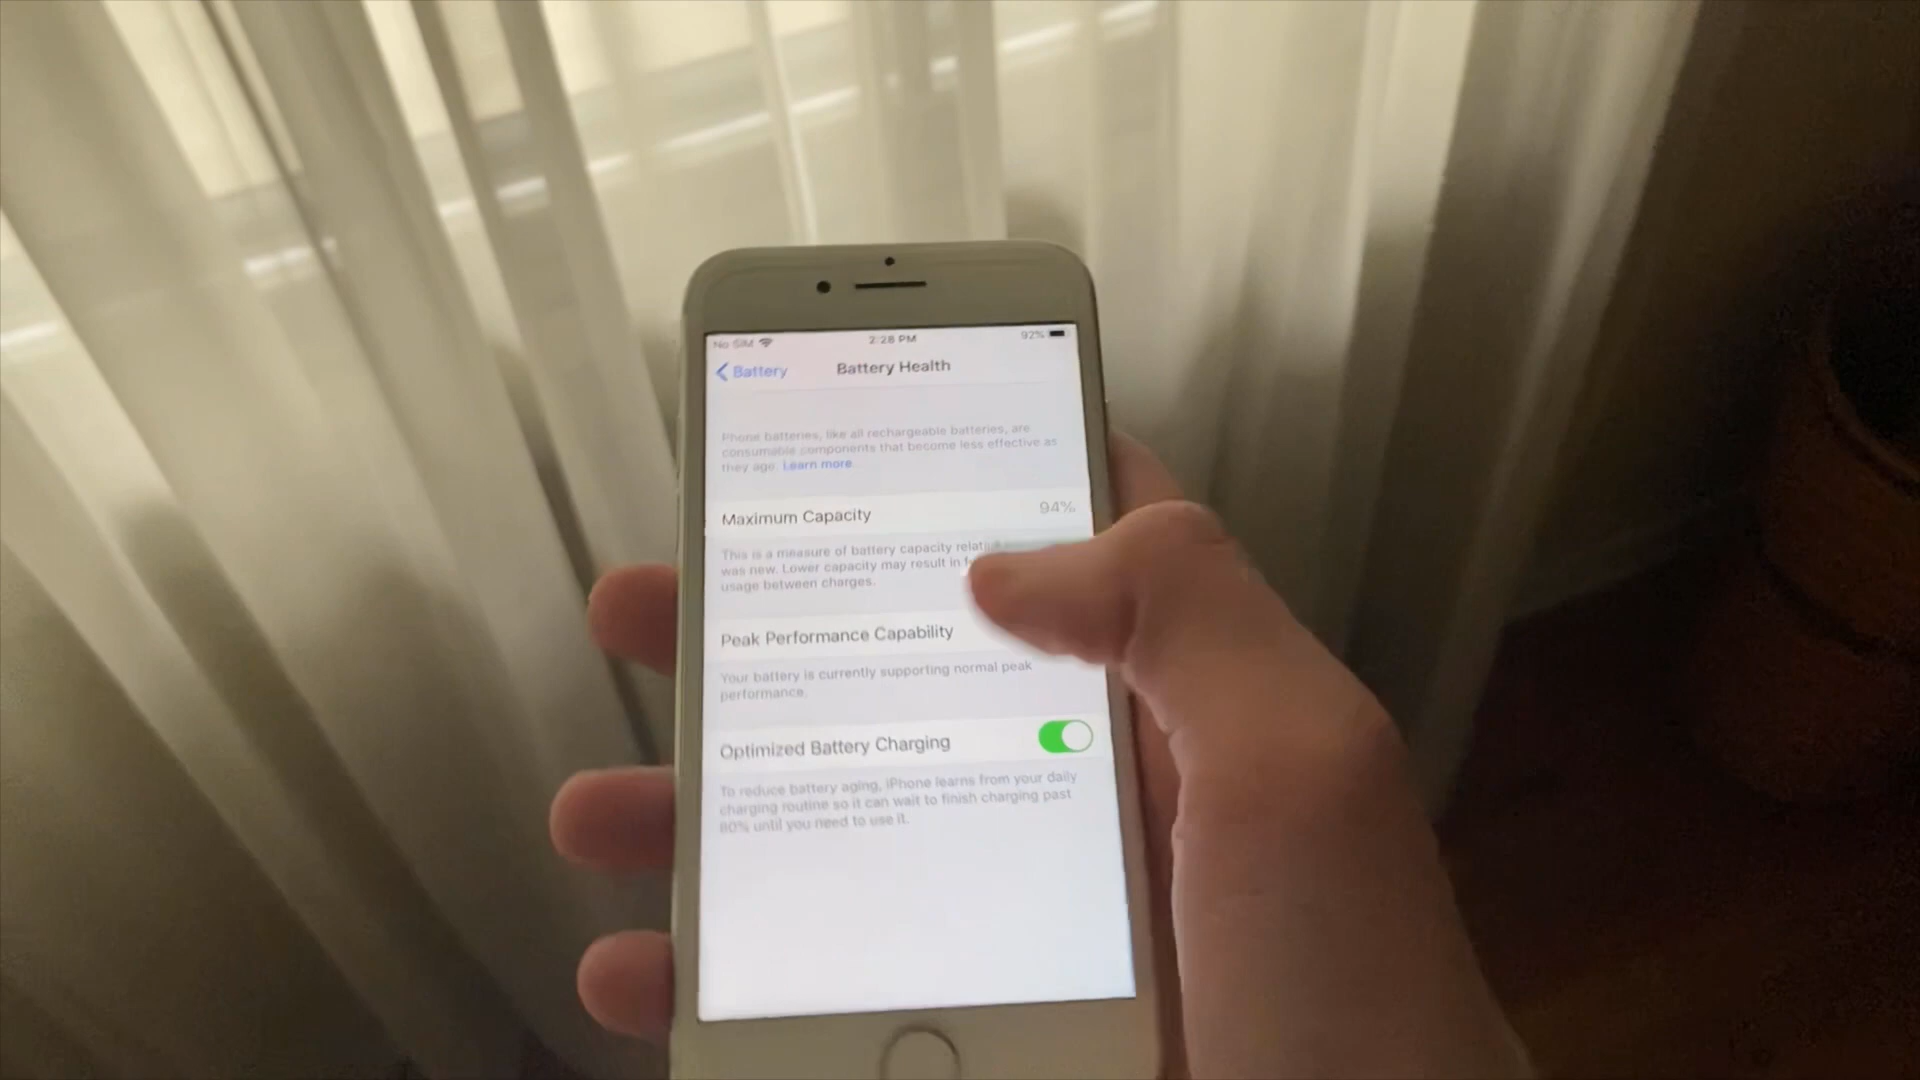 No SIM
2:28 PM
92%
Battery
Battery Health
Phone batteries, like all rechargeable batteries, are
consumable components that become less effective as
they age. Learn more.
Maximum Capacity 94%
This is a measure of battery capacity
was new. Lower capacity may result in
usage between charges.
Peak Performance Capability
Your battery is currently supporting normal peak
performance.
Optimized Battery Charging
To reduce battery aging, iPhone learns from your daily
charging routine so it can wait to finish charging past
80% until you need to use it.